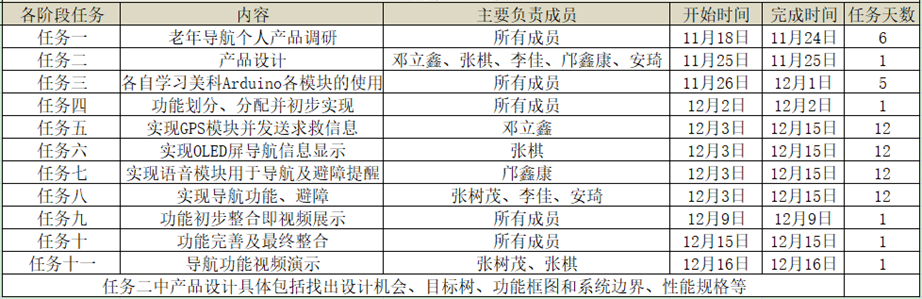 各阶段任务 内容 主要负责成员 开始时间 完成时间 任务天数
任务一 老年导航个人产品调研 所有成员 11月18日 11月24日 6
任务二 产品设计 邓立鑫、张棋、李佳、邝鑫康、安琦 11月25日 11月25日 1
任务三 各自学习美科Arduino各模块的使用 所有成员 11月26日 12月1日 5
任务四 功能划分、分配并初步实现 所有成员 12月2日 12月2日 1
任务五 实现GPS模块并发送求救信息 邓立鑫 12月3日 12月15日 12
任务六 实现OLED屏导航信息显示 张棋 12月3日 12月15日 12
任务七 实现语音模块用于导航及避障提醒 邝鑫康 12月3日 12月15日 12
任务八 实现导航功能、避障 张树茂、李佳、安琦 12月3日 12月15日 12
任务九 功能初步整合即视频展示 所有成员 12月9日 12月9日 1
任务十 功能完善及最终整合 所有成员 12月15日 12月15日 1
任务十一 导航功能视频演示 张树茂、张棋 12月16日 12月16日 1
任务二中产品设计具体包括找出设计机会、目标树、功能框图和系统边界、性能规格等